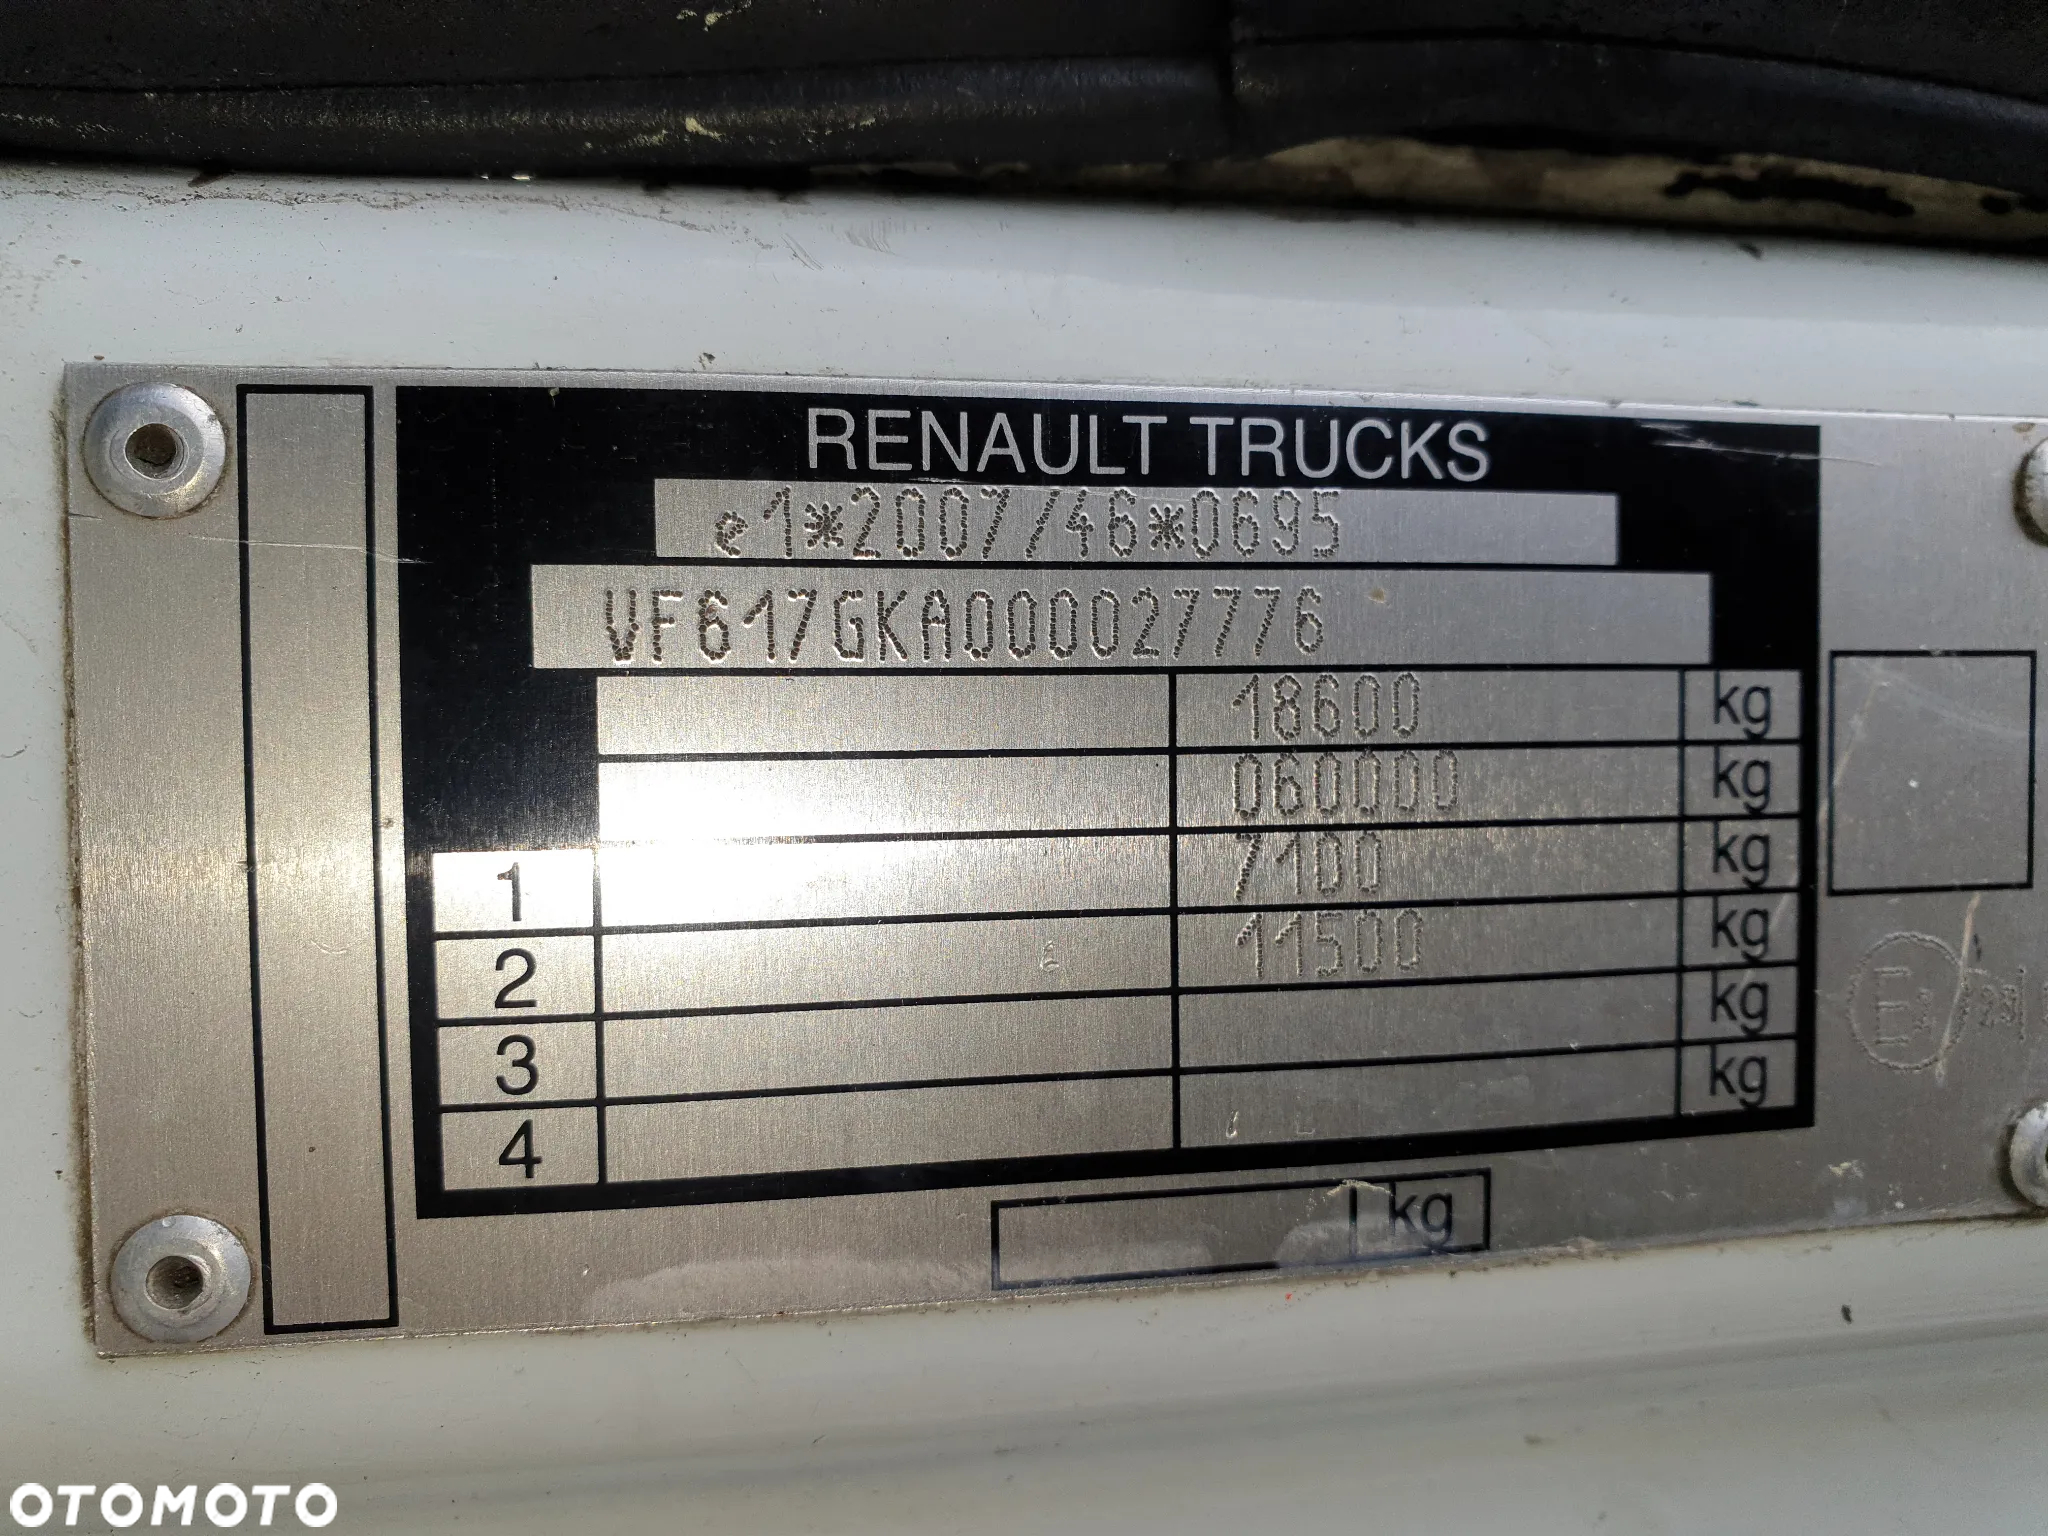 RENAULT TRUCKS
e1*2007/46*0695
VF617GKA000027776
18600 kg
060000 kg
1 7100 kg
2 11500 kg
3 kg
4 kg
kg
OTOMOTO